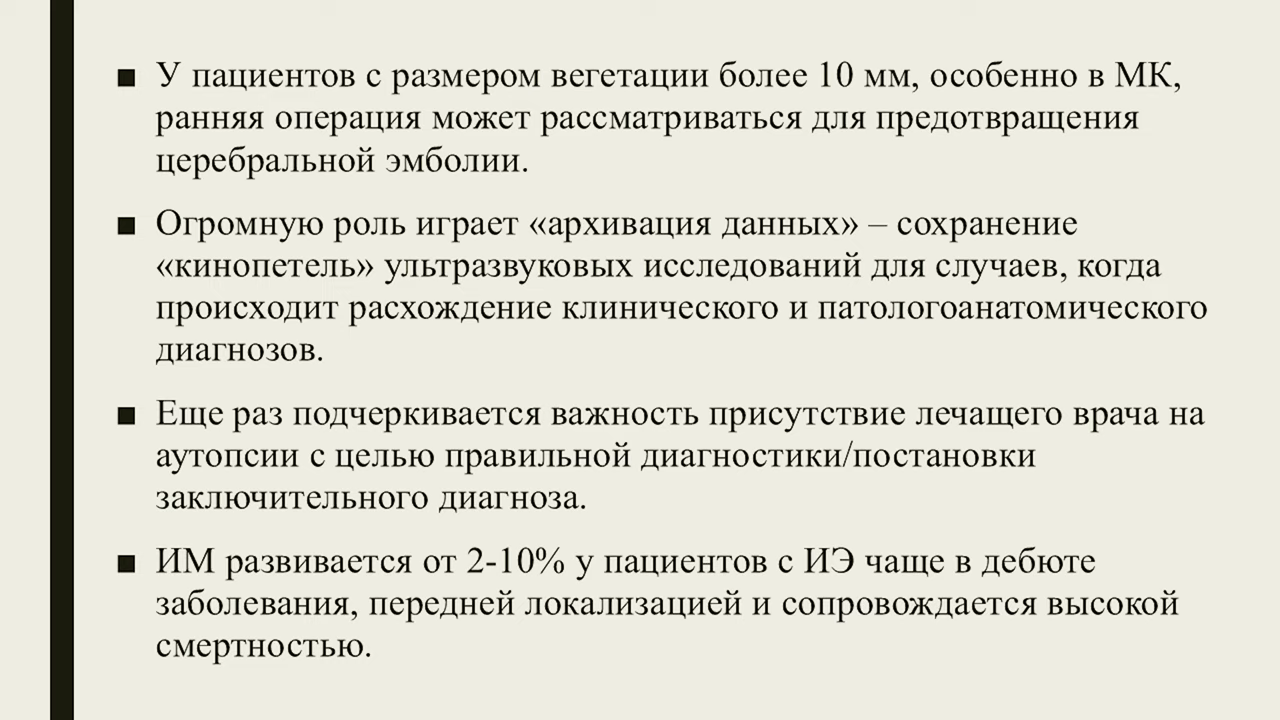 ■ У пациентов с размером вегетации более 10 мм, особенно в МК,
ранняя операция может рассматриваться для предотвращения
церебральной эмболии.
■ Огромную роль играет «архивация данных» – сохранение
«кинопетель» ультразвуковых исследований для случаев, когда
происходит расхождение клинического и патологоанатомического
диагнозов.
■ Еще раз подчеркивается важность присутствие лечащего врача на
аутопсии с целью правильной диагностики/постановки
заключительного диагноза.
■ ИМ развивается от 2-10% у пациентов с ИЭ чаще в дебюте
заболевания, передней локализацией и сопровождается высокой
смертностью.